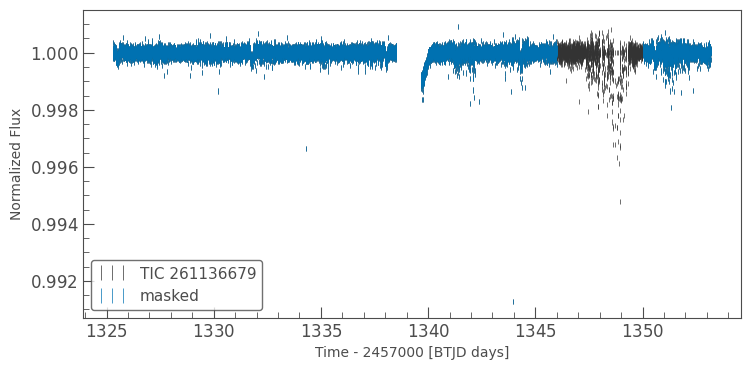 1.000
0.998
0.996
0.994
0.992
Normalized Flux
TIC 261136679
masked
1325 1330 1335 1340 1345 1350
Time - 2457000 [BTJD days]